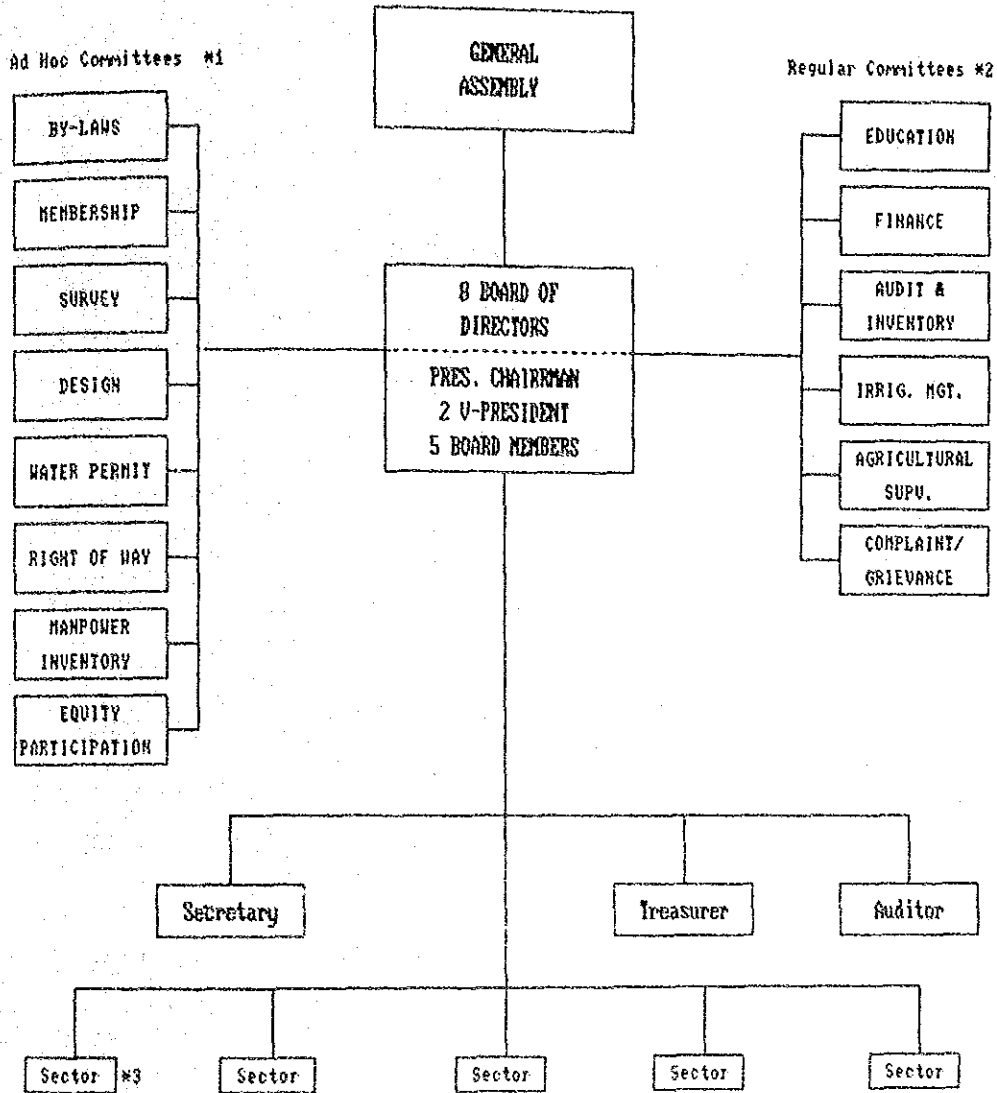 Ad Hoc Committees *1
BY-LAWS
MEMBERSHIP
SURVEY
DESIGN
WATER PERMIT
RIGHT OF WAY
MANPOWER
INVENTORY
EQUITY
PARTICIPATION
GENERAL
ASSEMBLY
8 BOARD OF
DIRECTORS
PRES. CHAIRRMAN
2 V-PRESIDENT
5 BOARD MEMBERS
Regular Committees *2
EDUCATION
FINANCE
AUDIT &
INVENTORY
IRRIG. MGT.
AGRICULTURAL
SUPV.
COMPLAINT/
GRIEVANCE
Secretary
Treasurer
Auditor
Sector *3
Sector
Sector
Sector
Sector